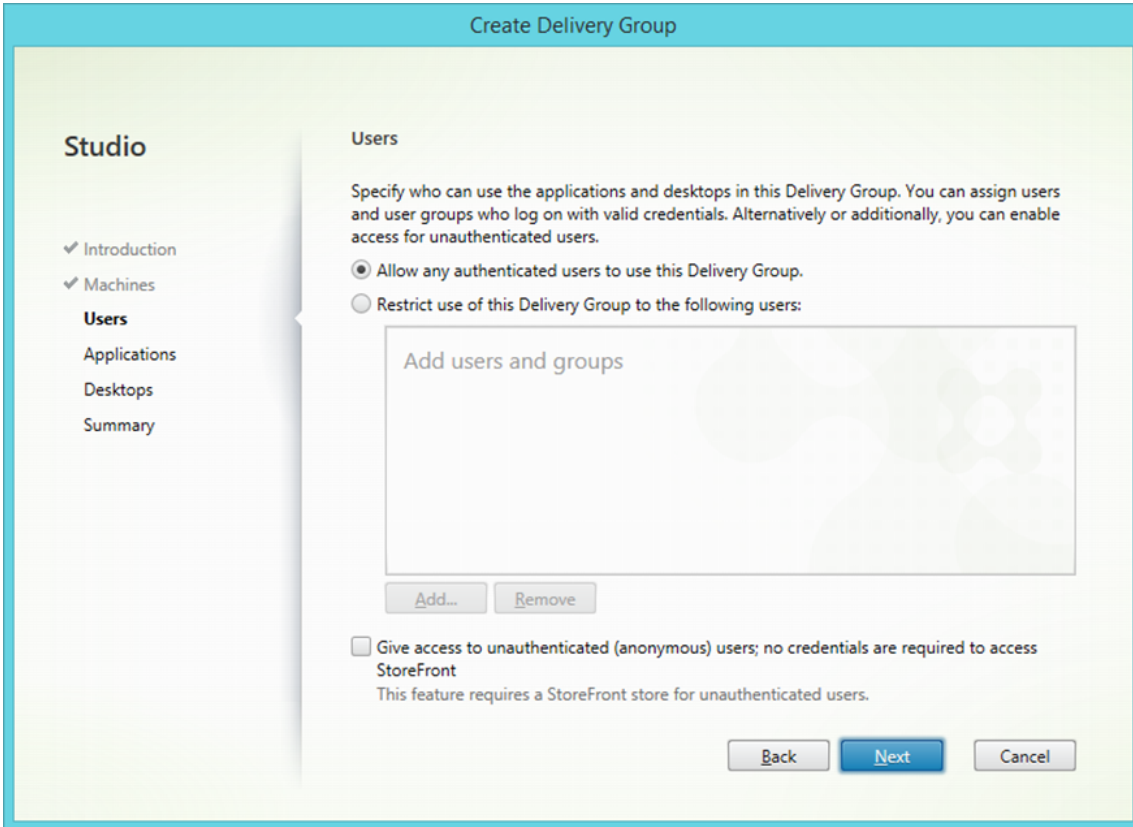 Create Delivery Group
Studio
Introduction
Machines
Users
Applications
Desktops
Summary
Users
Specify who can use the applications and desktops in this Delivery Group. You can assign users
and user groups who log on with valid credentials. Alternatively or additionally, you can enable
access for unauthenticated users.
Allow any authenticated users to use this Delivery Group.
Restrict use of this Delivery Group to the following users:
Add users and groups
Add...
Remove
Give access to unauthenticated (anonymous) users; no credentials are required to access
StoreFront
This feature requires a StoreFront store for unauthenticated users.
Back
Next
Cancel